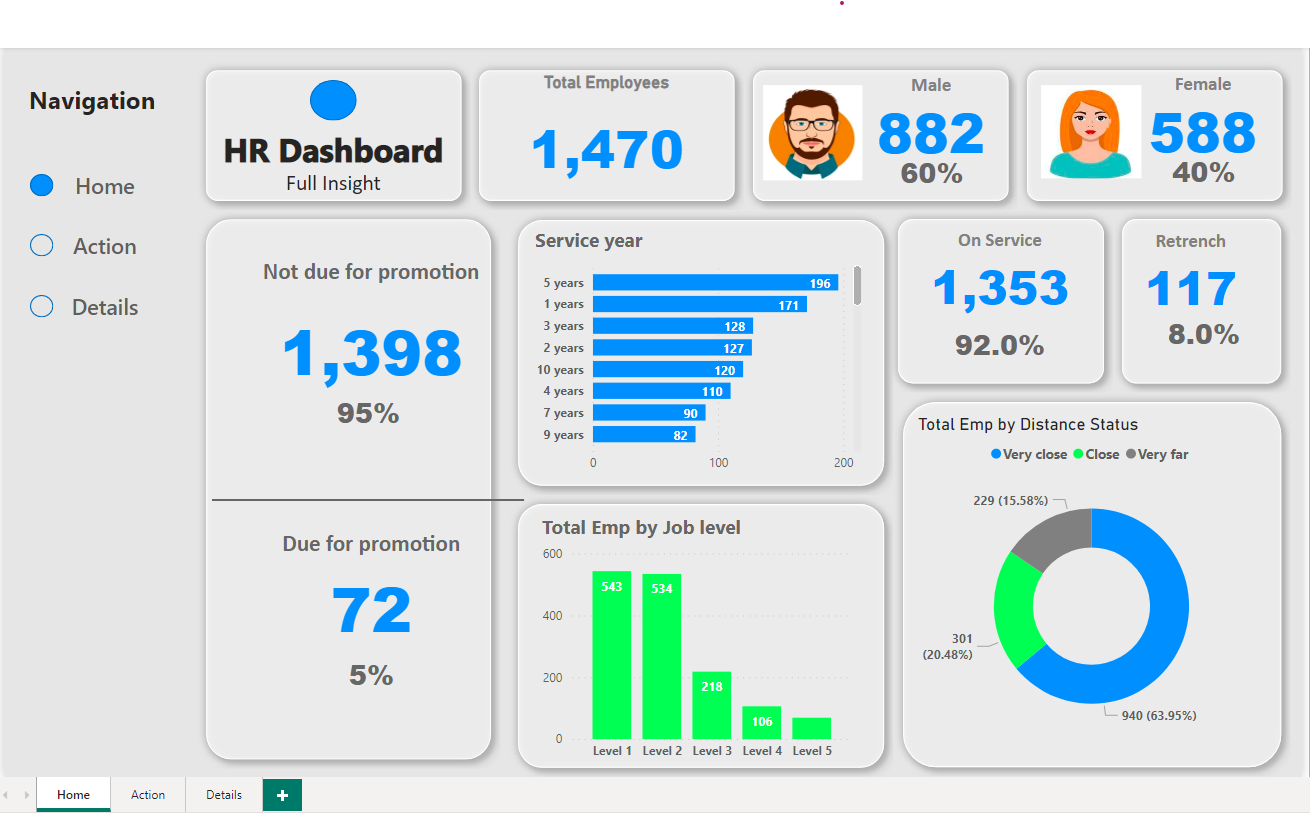 Navigation
Home
Action
Details
HR Dashboard
Full Insight
Total Employees
1,470
Male
882
60%
Female
588
40%
Not due for promotion
1,398
95%
Due for promotion
72
5%
Service year
5 years 196
1 years 171
3 years 128
2 years 127
10 years 120
4 years 110
7 years 90
9 years 82
0 100 200
On Service
1,353
92.0%
Retrench
117
8.0%
Total Emp by Job level
600
400
200
0
543 534 218 106
Level 1 Level 2 Level 3 Level 4 Level 5
Total Emp by Distance Status
Very close Close Very far
229 (15.58%)
301
(20.48%)
940 (63.95%)
Home Action Details +